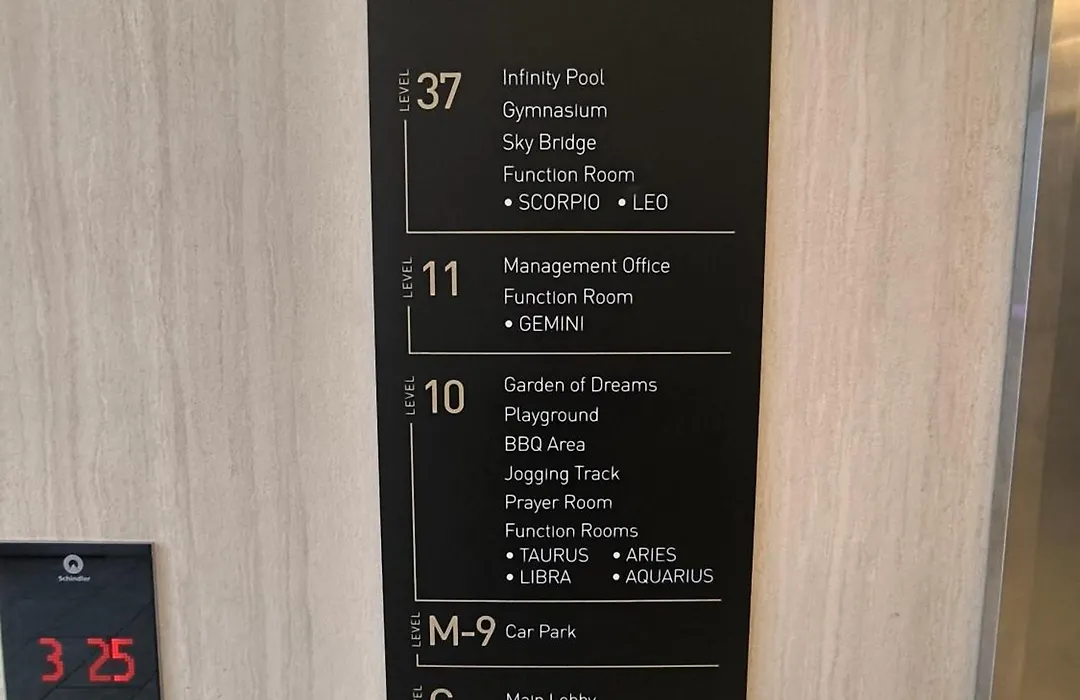 LEVEL 37 Infinity Pool
Gymnasium
Sky Bridge
Function Room
• SCORPIO • LEO
LEVEL 11 Management Office
Function Room
• GEMINI
LEVEL 10 Garden of Dreams
Playground
BBQ Area
Jogging Track
Prayer Room
Function Rooms
• TAURUS • ARIES
• LIBRA • AQUARIUS
LEVEL M-9 Car Park
LEVEL G Main Lobby
Schindler
3 25